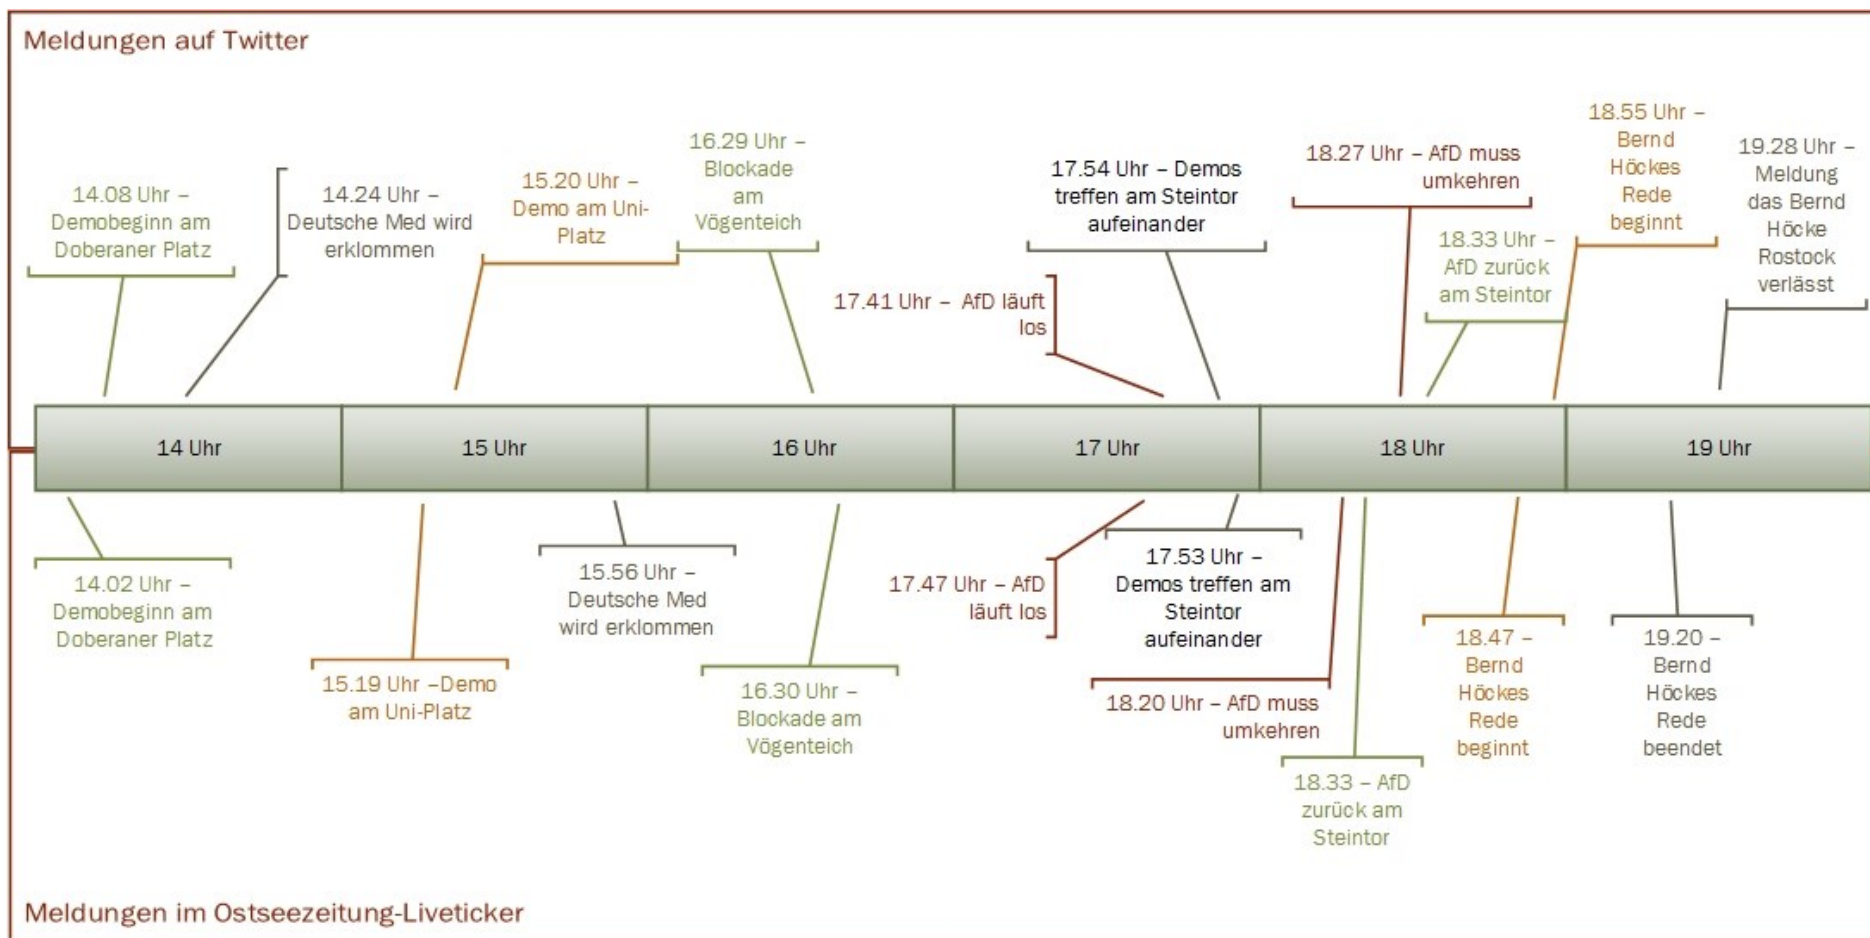 Meldungen auf Twitter
14.08 Uhr –
Demobeginn am
Doberaner Platz
14.24 Uhr –
Deutsche Med wird
erklommen
15.20 Uhr –
Demo am Uni-
Platz
16.29 Uhr –
Blockade
am
Vögenteich
17.41 Uhr – AfD läuft
los
17.54 Uhr – Demos
treffen am Steintor
aufeinander
18.27 Uhr – AfD muss
umkehren
18.33 Uhr –
AfD zurück
am Steintor
18.55 Uhr –
Bernd
Höckes
Rede
beginnt
19.28 Uhr –
Meldung
das Bernd
Höcke
Rostock
verlässt
14 Uhr
15 Uhr
16 Uhr
17 Uhr
18 Uhr
19 Uhr
14.02 Uhr –
Demobeginn am
Doberaner Platz
15.19 Uhr –Demo
am Uni-Platz
15.56 Uhr –
Deutsche Med
wird erklommen
16.30 Uhr –
Blockade am
Vögenteich
17.47 Uhr – AfD
läuft los
17.53 Uhr –
Demos treffen am
Steintor
aufeinander
18.20 Uhr – AfD muss
umkehren
18.33 – AfD
zurück am
Steintor
18.47 –
Bernd
Höckes
Rede
beginnt
19.20 –
Bernd
Höckes
Rede
beendet
Meldungen im Ostseezeitung-Liveticker